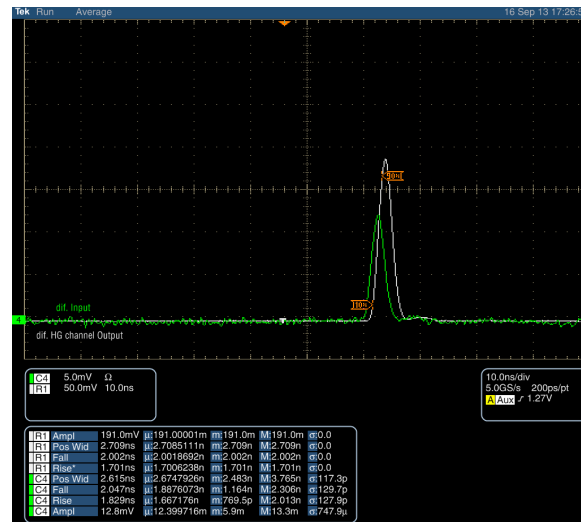 Tek Run Average 16 Sep 13 17:26:5
90%
10%
dif. Input
4
dif. HG channel Output
C4 5.0mV Ω
R1 50.0mV 10.0ns
10.0ns/div
5.0GS/s 200ps/pt
A Aux 1.27V
R1 Ampl 191.0mV μ:191.00001m m:191.0m M:191.0m σ:0.0
R1 Pos Wid 2.709ns μ:2.7085111n m:2.709n M:2.709n σ:0.0
R1 Fall 2.002ns μ:2.0018692n m:2.002n M:2.002n σ:0.0
R1 Rise* 1.701ns μ:1.7006238n m:1.701n M:1.701n σ:0.0
C4 Pos Wid 2.615ns μ:2.6747926n m:2.483n M:3.765n σ:117.3p
C4 Fall 2.047ns μ:1.8876073n m:1.164n M:2.306n σ:129.7p
C4 Rise 1.829ns μ:1.667176n m:769.5p M:2.013n σ:127.9p
C4 Ampl 12.8mV μ:12.399716m m:5.9m M:13.3m σ:747.9μ